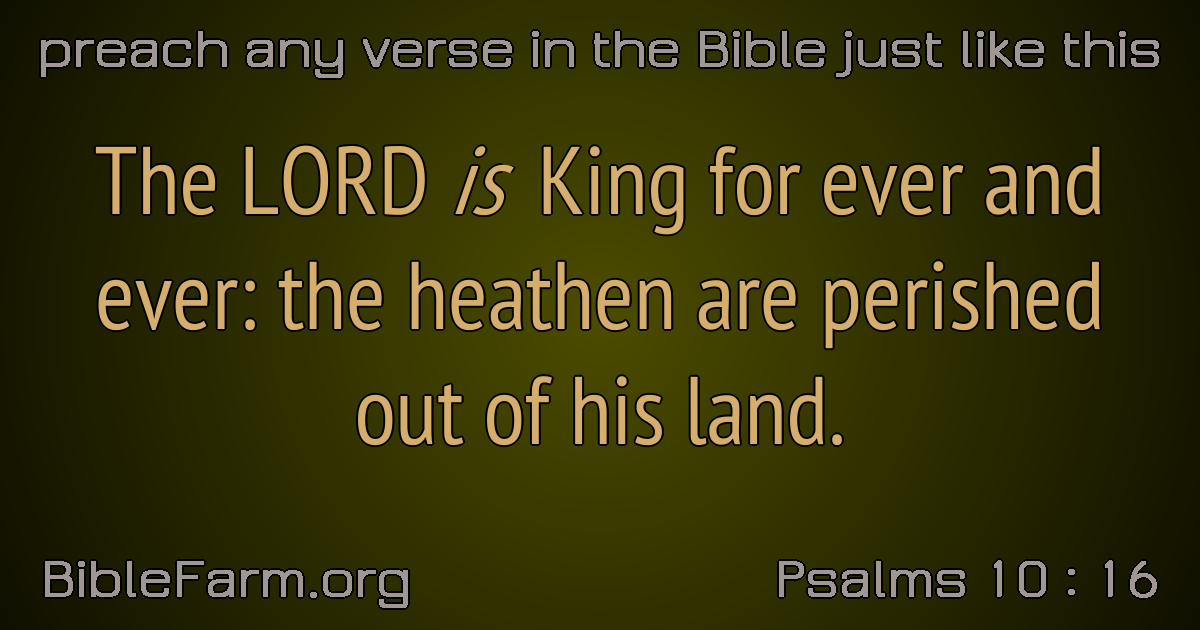 preach any verse in the Bible just like this
The LORD is King for ever and
ever: the heathen are perished
out of his land.
BibleFarm.org
Psalms 10 : 16